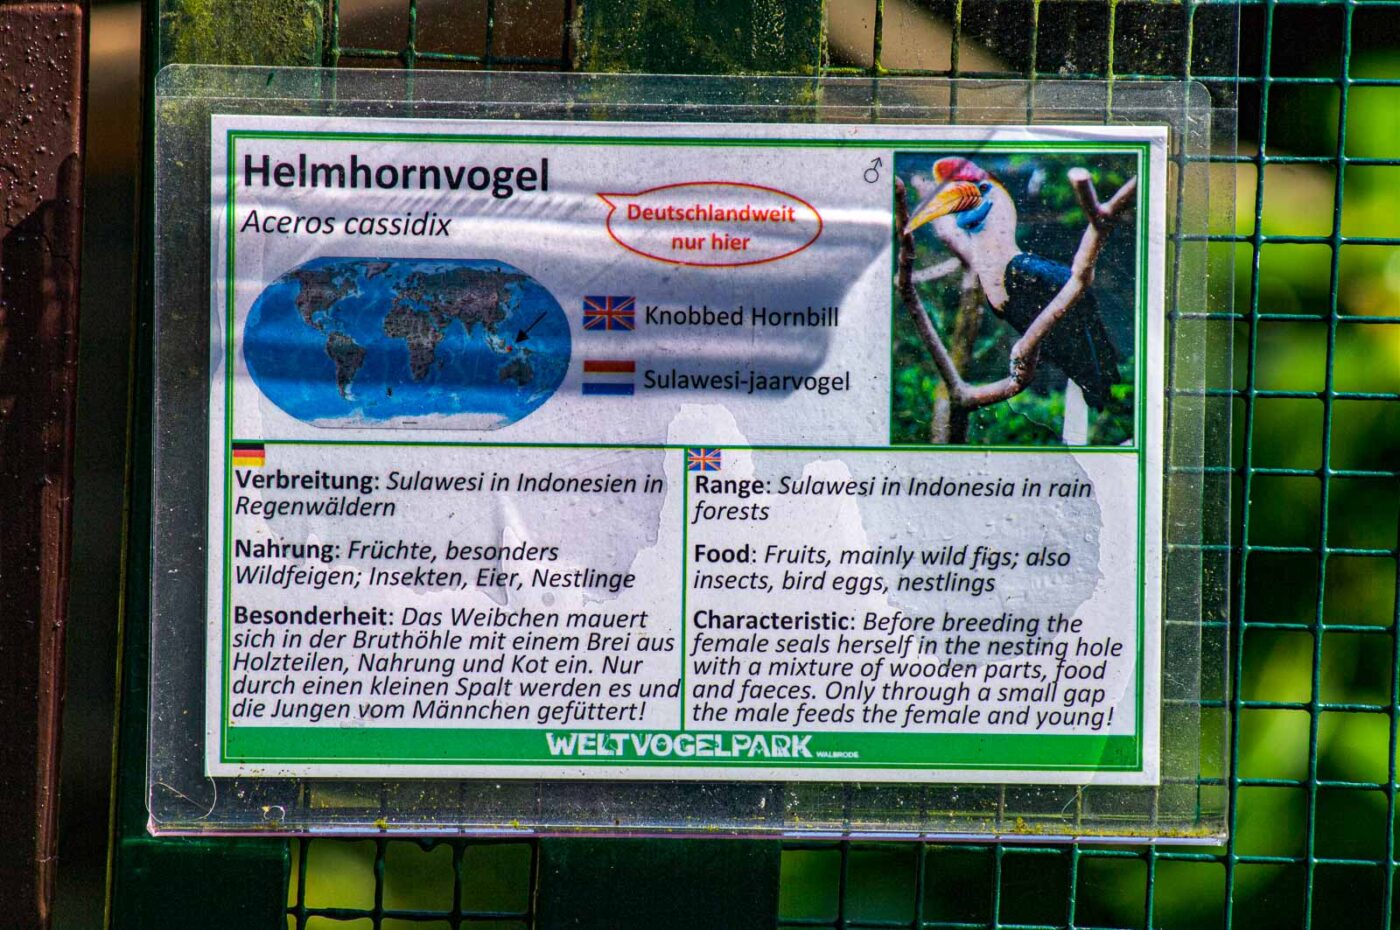 Helmhornvogel
Aceros cassidix
Deutschlandweit
nur hier
♂
Knobbed Hornbill
Sulawesi-jaarvogel
Verbreitung: Sulawesi in Indonesien in
Regenwäldern
Nahrung: Früchte, besonders
Wildfeigen; Insekten, Eier, Nestlinge
Besonderheit: Das Weibchen mauert
sich in der Bruthöhle mit einem Brei aus
Holzteilen, Nahrung und Kot ein. Nur
durch einen kleinen Spalt werden es und
die Jungen vom Männchen gefüttert!
Range: Sulawesi in Indonesia in rain
forests
Food: Fruits, mainly wild figs; also
insects, bird eggs, nestlings
Characteristic: Before breeding the
female seals herself in the nesting hole
with a mixture of wooden parts, food
and faeces. Only through a small gap
the male feeds the female and young!
WELTVOGELPARK WALSRODE